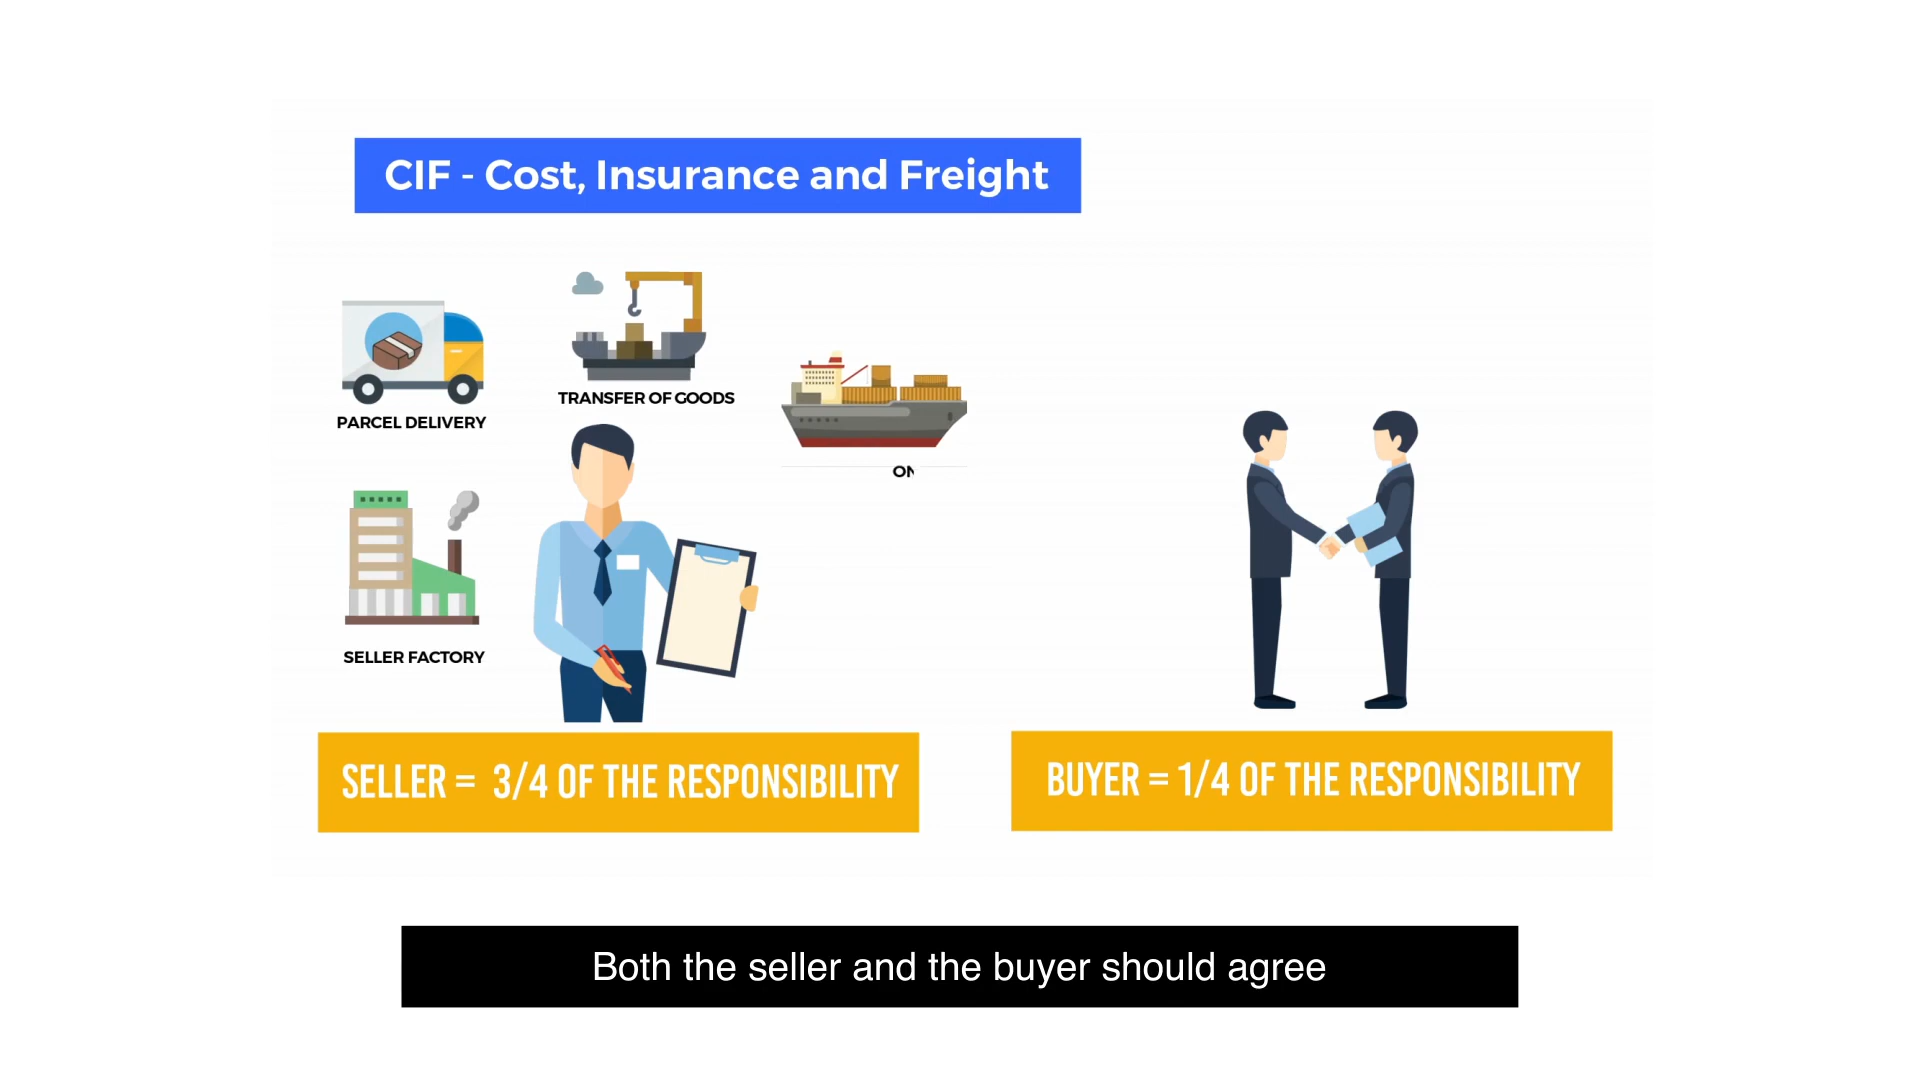 CIF - Cost, Insurance and Freight
TRANSFER OF GOODS
PARCEL DELIVERY
ON
SELLER FACTORY
SELLER = 3/4 OF THE RESPONSIBILITY
BUYER = 1/4 OF THE RESPONSIBILITY
Both the seller and the buyer should agree